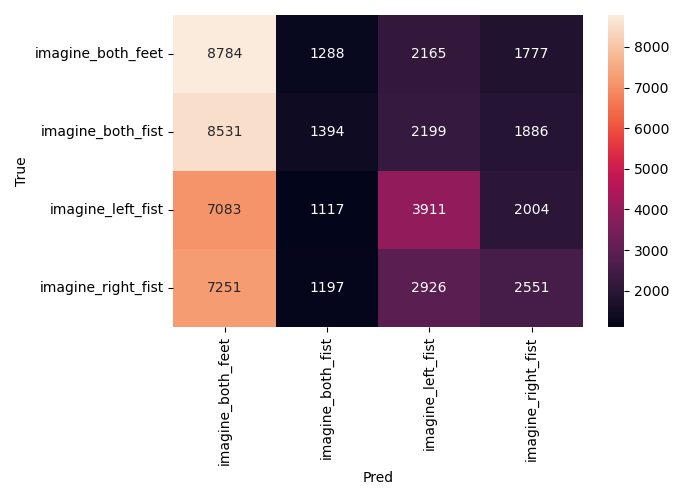 True
imagine_both_feet 8784 1288 2165 1777
imagine_both_fist 8531 1394 2199 1886
imagine_left_fist 7083 1117 3911 2004
imagine_right_fist 7251 1197 2926 2551
imagine_both_feet
imagine_both_fist
imagine_left_fist
imagine_right_fist
Pred
8000
7000
6000
5000
4000
3000
2000